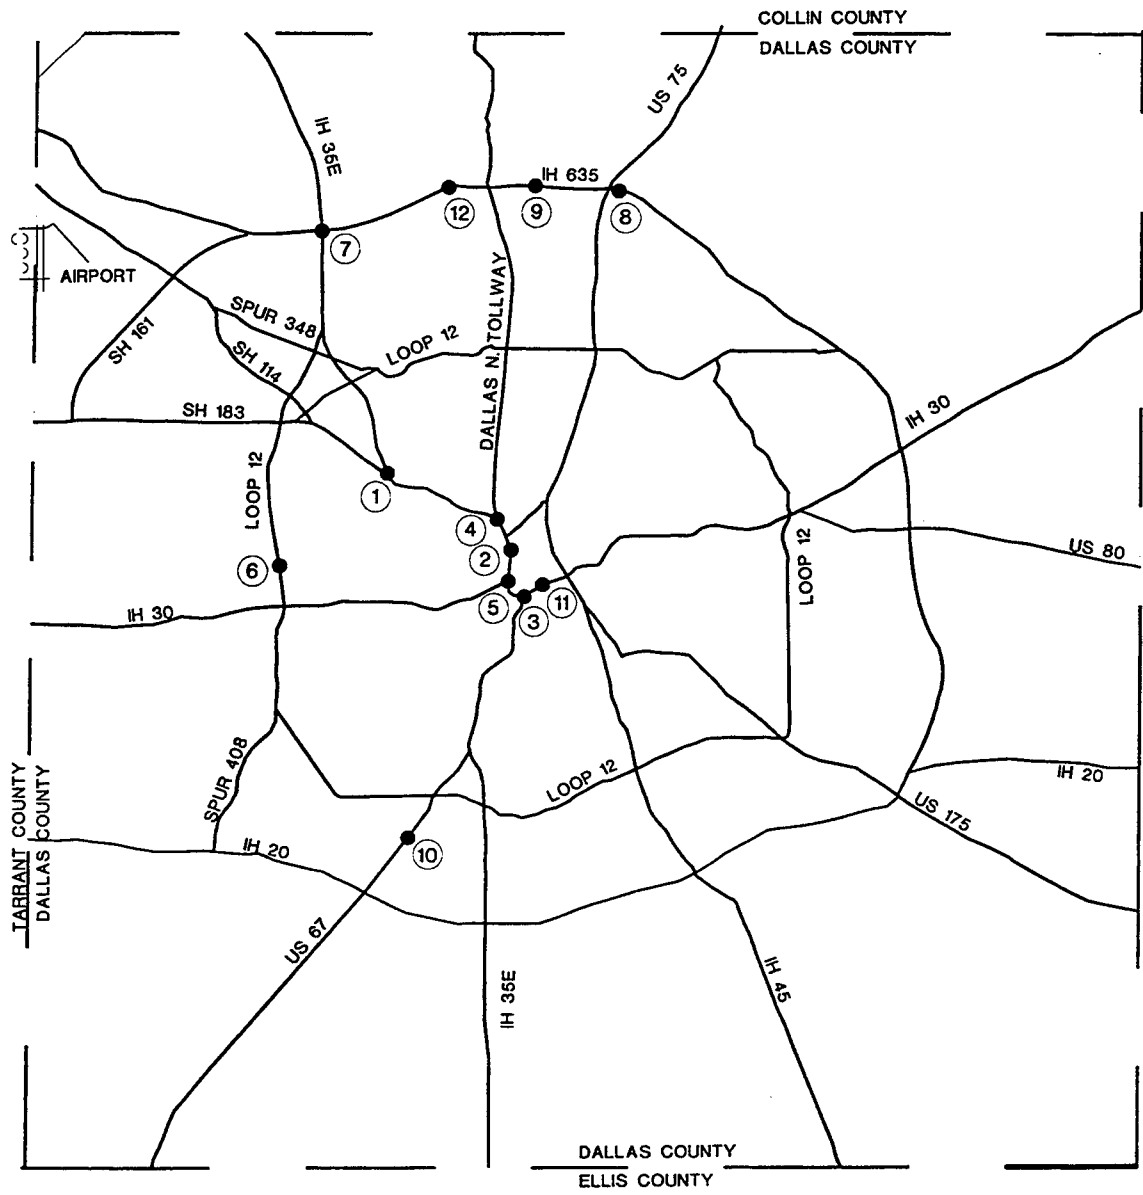 COLLIN COUNTY
DALLAS COUNTY
US 75
IH 35E
IH 635
12
9
8
7
AIRPORT
SPUR 348
LOOP 12
DALLAS N. TOLLWAY
SH 161
SH 114
SH 183
IH 30
LOOP 12
1
4
2
US 80
6
5
3
11
LOOP 12
IH 30
SPUR 408
LOOP 12
IH 20
US 175
TARRANT COUNTY
DALLAS COUNTY
IH 20
10
US 67
IH 35E
IH 45
DALLAS COUNTY
ELLIS COUNTY